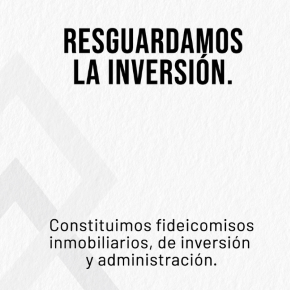 RESGUARDAMOS
LA INVERSIÓN.
Constituimos fideicomisos
inmobiliarios, de inversión
y administración.